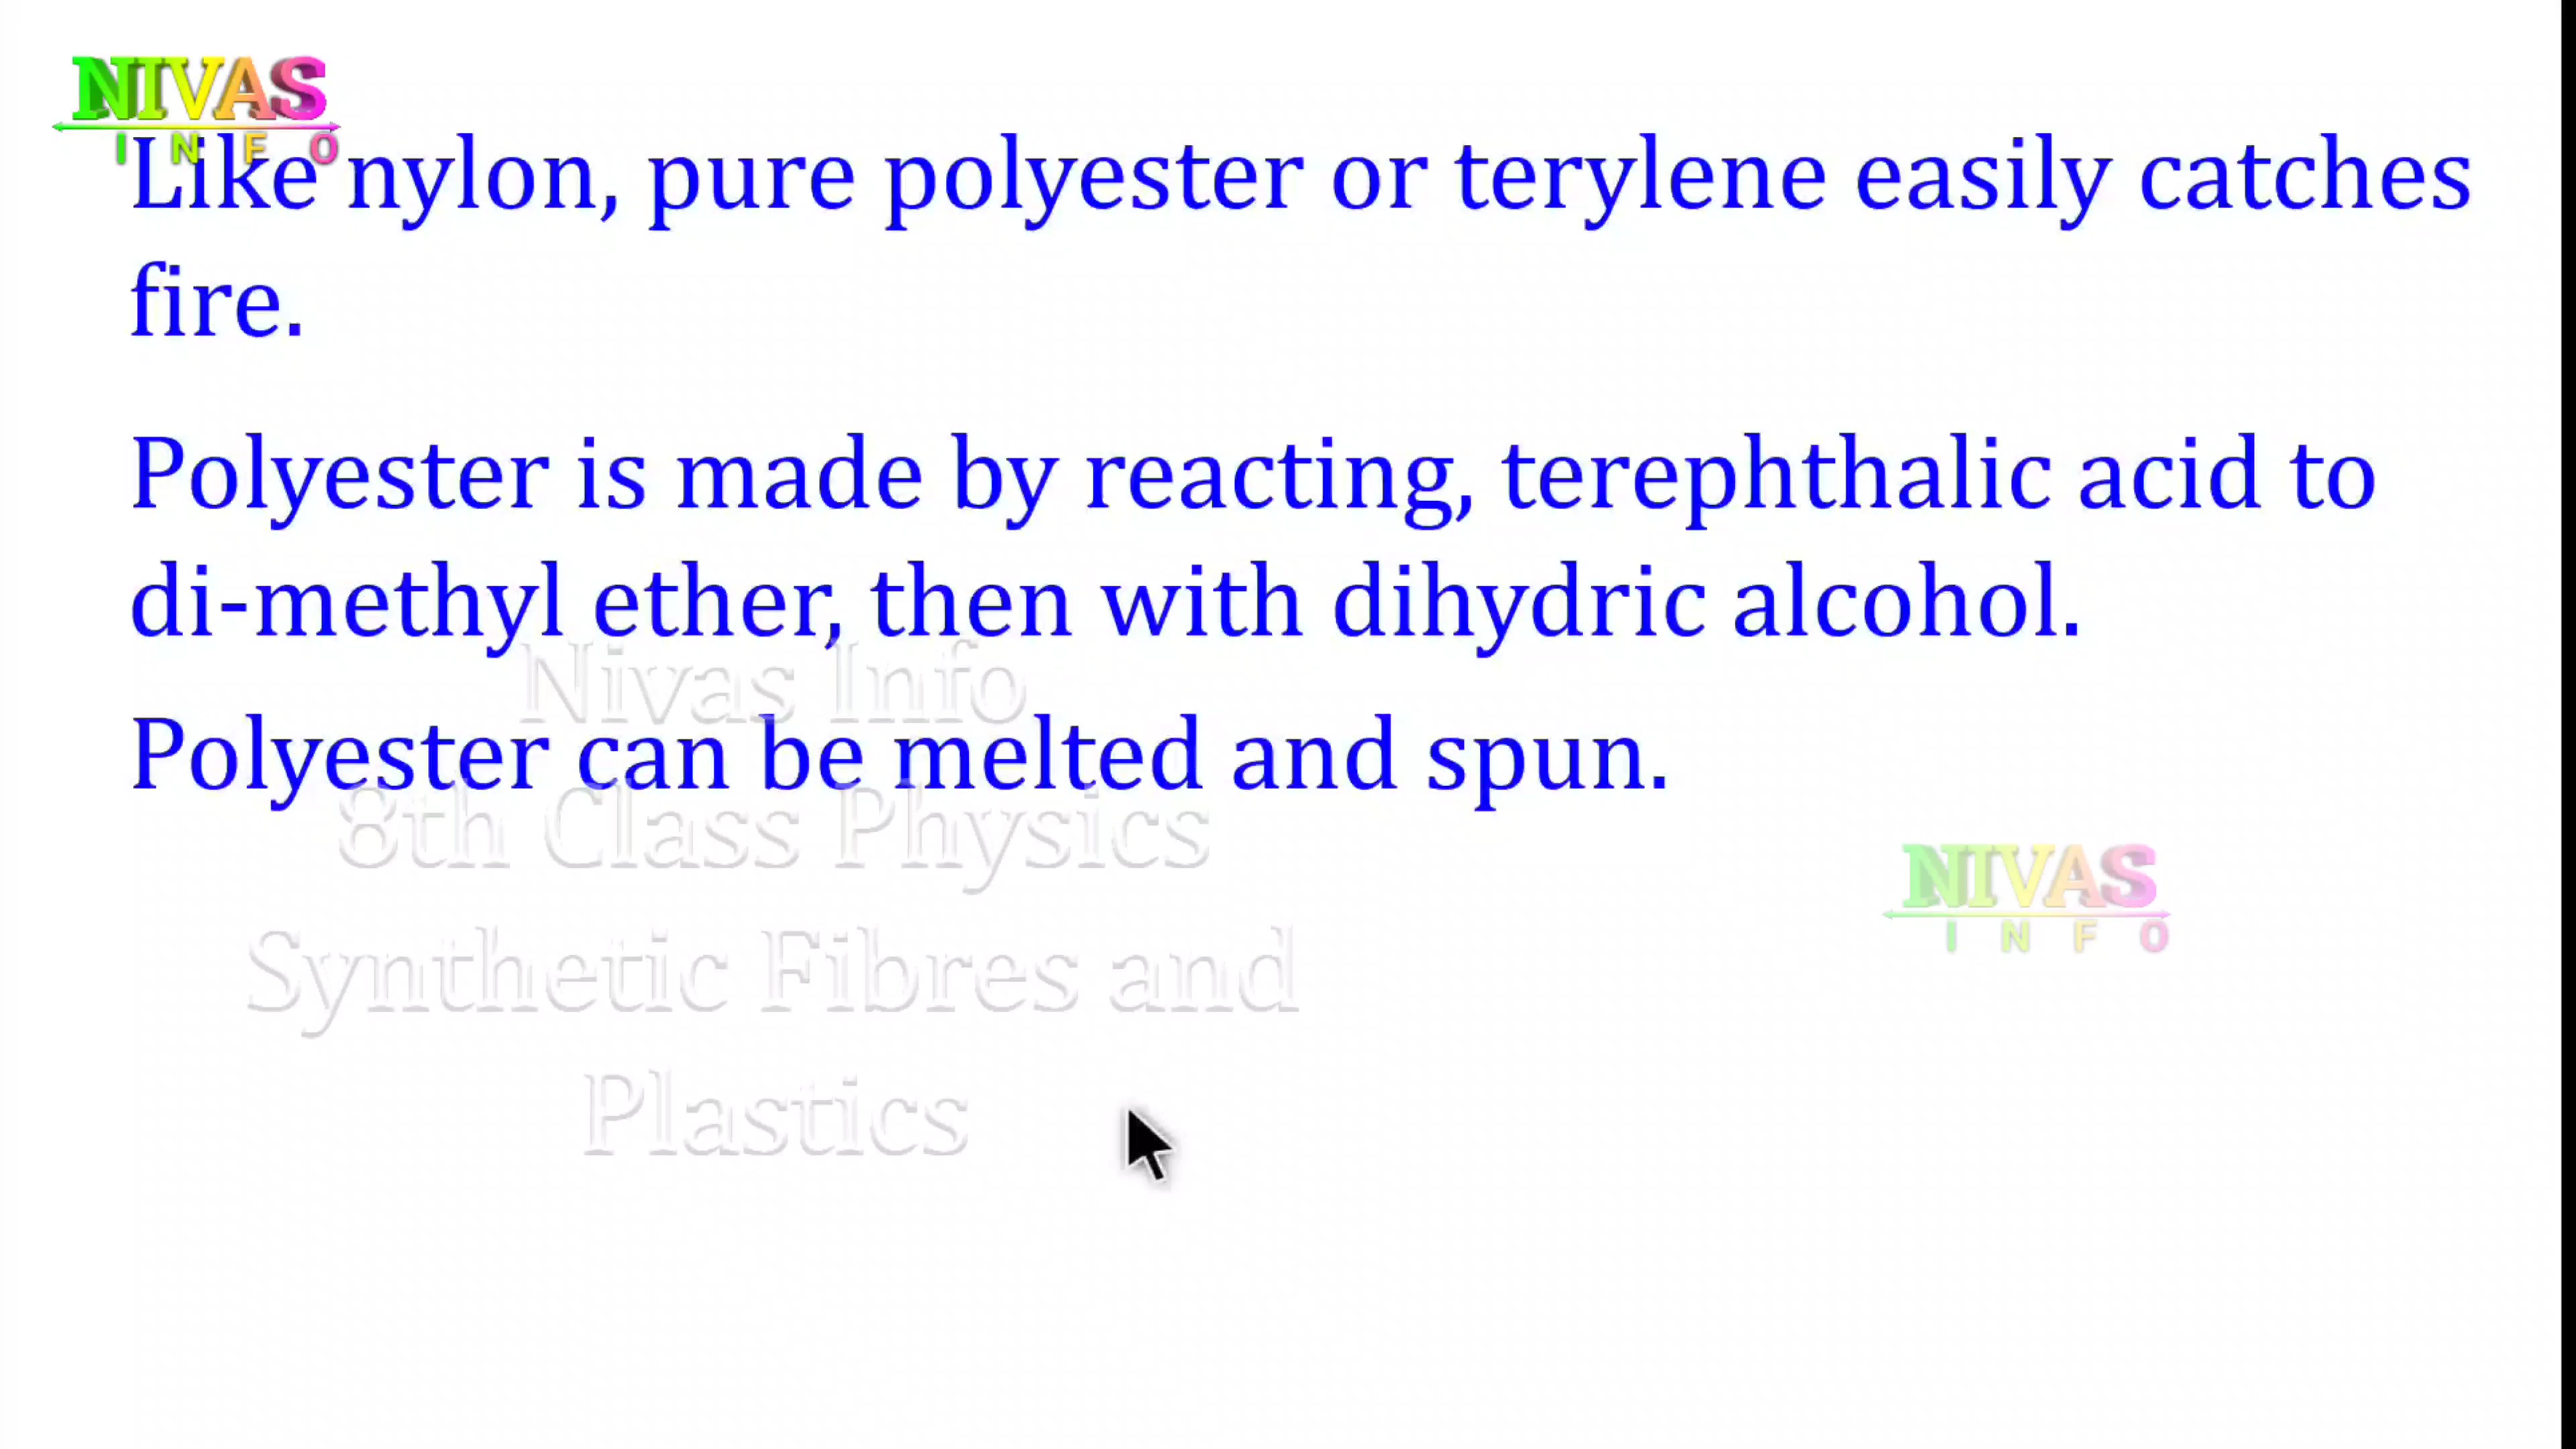 NIVAS
INFO
Like nylon, pure polyester or terylene easily catches
fire.
Polyester is made by reacting, terephthalic acid to
di-methyl ether, then with dihydric alcohol.
Nivas Info
Polyester can be melted and spun.
8th Class Physics
NIVAS
INFO
Synthetic Fibres and
Plastics